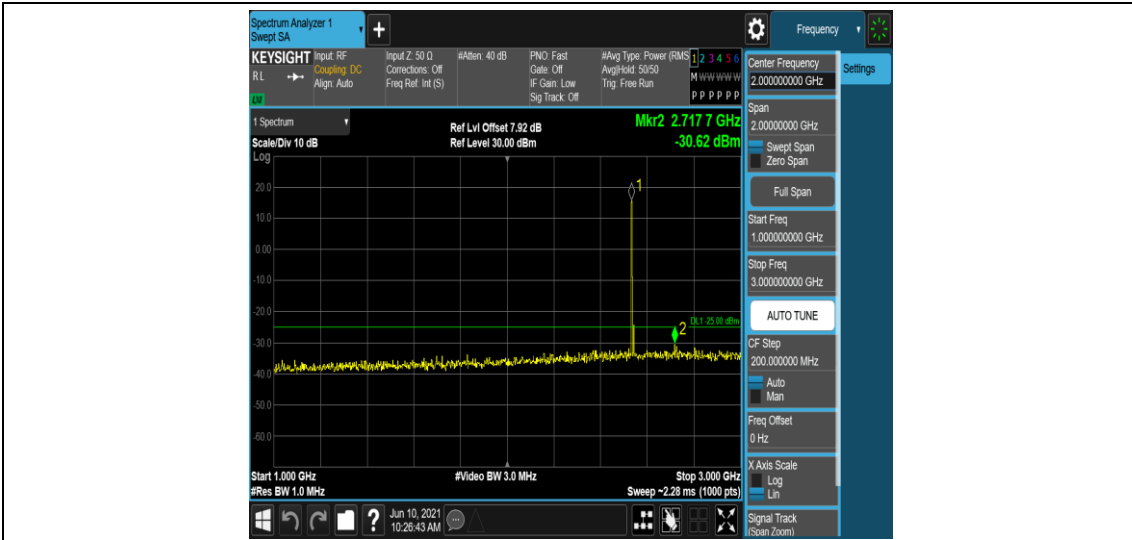 Spectrum Analyzer 1
Swept SA
+
Frequency
KEYSIGHT
RL
LXI
Input: RF
Coupling: DC
Align: Auto
Input Z: 50 Ω
Corrections: Off
Freq Ref: Int (S)
#Atten: 40 dB
PNO: Fast
Gate: Off
IF Gain: Low
Sig Track: Off
#Avg Type: Power (RMS
Avg|Hold: 50/50
Trig: Free Run
1 2 3 4 5 6
M W W W W W
P P P P P P
Center Frequency
2.000000000 GHz
Settings
Span
2.00000000 GHz
Swept Span
Zero Span
Full Span
Start Freq
1.000000000 GHz
Stop Freq
3.000000000 GHz
AUTO TUNE
CF Step
200.000000 MHz
Auto
Man
Freq Offset
0 Hz
X Axis Scale
Log
Lin
Signal Track
(Span Zoom)
1 Spectrum
Scale/Div 10 dB
Log
Ref Lvl Offset 7.92 dB
Ref Level 30.00 dBm
Mkr2 2.717 7 GHz
-30.62 dBm
20.0
10.0
0.00
-10.0
-20.0
-30.0
-40.0
-50.0
-60.0
1
2
DL1 -25.00 dBm
Start 1.000 GHz
#Res BW 1.0 MHz
#Video BW 3.0 MHz
Stop 3.000 GHz
Sweep ~2.28 ms (1000 pts)
?
Jun 10, 2021
10:26:43 AM